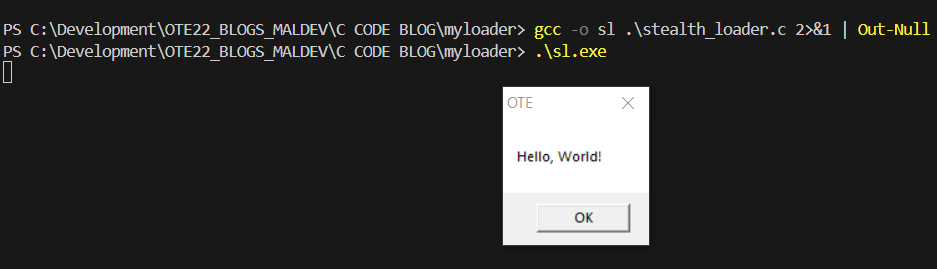 PS C:\Development\OTE22_BLOGS_MALDEV\C CODE BLOG\myloader> gcc -o sl .\stealth_loader.c 2>&1 | Out-Null
PS C:\Development\OTE22_BLOGS_MALDEV\C CODE BLOG\myloader> .\sl.exe
OTE
Hello, World!
OK